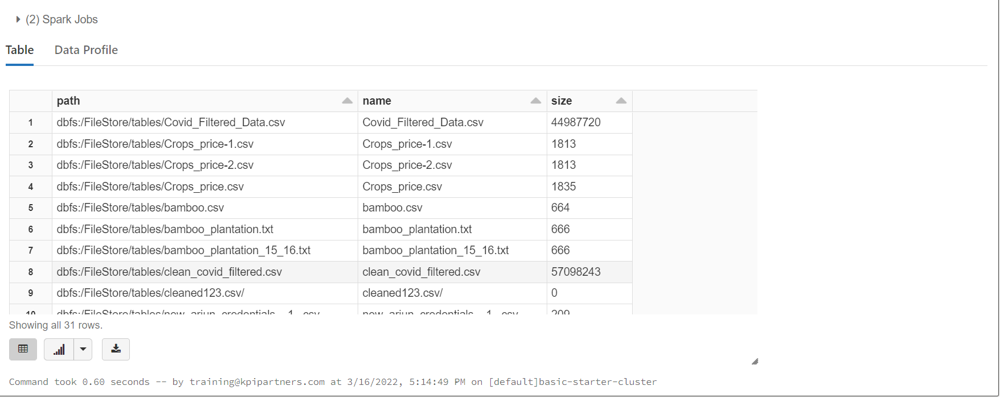 (2) Spark Jobs
Table Data Profile
path name size
1 dbfs:/FileStore/tables/Covid_Filtered_Data.csv Covid_Filtered_Data.csv 44987720
2 dbfs:/FileStore/tables/Crops_price-1.csv Crops_price-1.csv 1813
3 dbfs:/FileStore/tables/Crops_price-2.csv Crops_price-2.csv 1813
4 dbfs:/FileStore/tables/Crops_price.csv Crops_price.csv 1835
5 dbfs:/FileStore/tables/bamboo.csv bamboo.csv 664
6 dbfs:/FileStore/tables/bamboo_plantation.txt bamboo_plantation.txt 666
7 dbfs:/FileStore/tables/bamboo_plantation_15_16.txt bamboo_plantation_15_16.txt 666
8 dbfs:/FileStore/tables/clean_covid_filtered.csv clean_covid_filtered.csv 57098243
9 dbfs:/FileStore/tables/cleaned123.csv/ cleaned123.csv/ 0
10 209
Showing all 31 rows.
Command took 0.60 seconds -- by training@kpipartners.com at 3/16/2022, 5:14:49 PM on [default]basic-starter-cluster